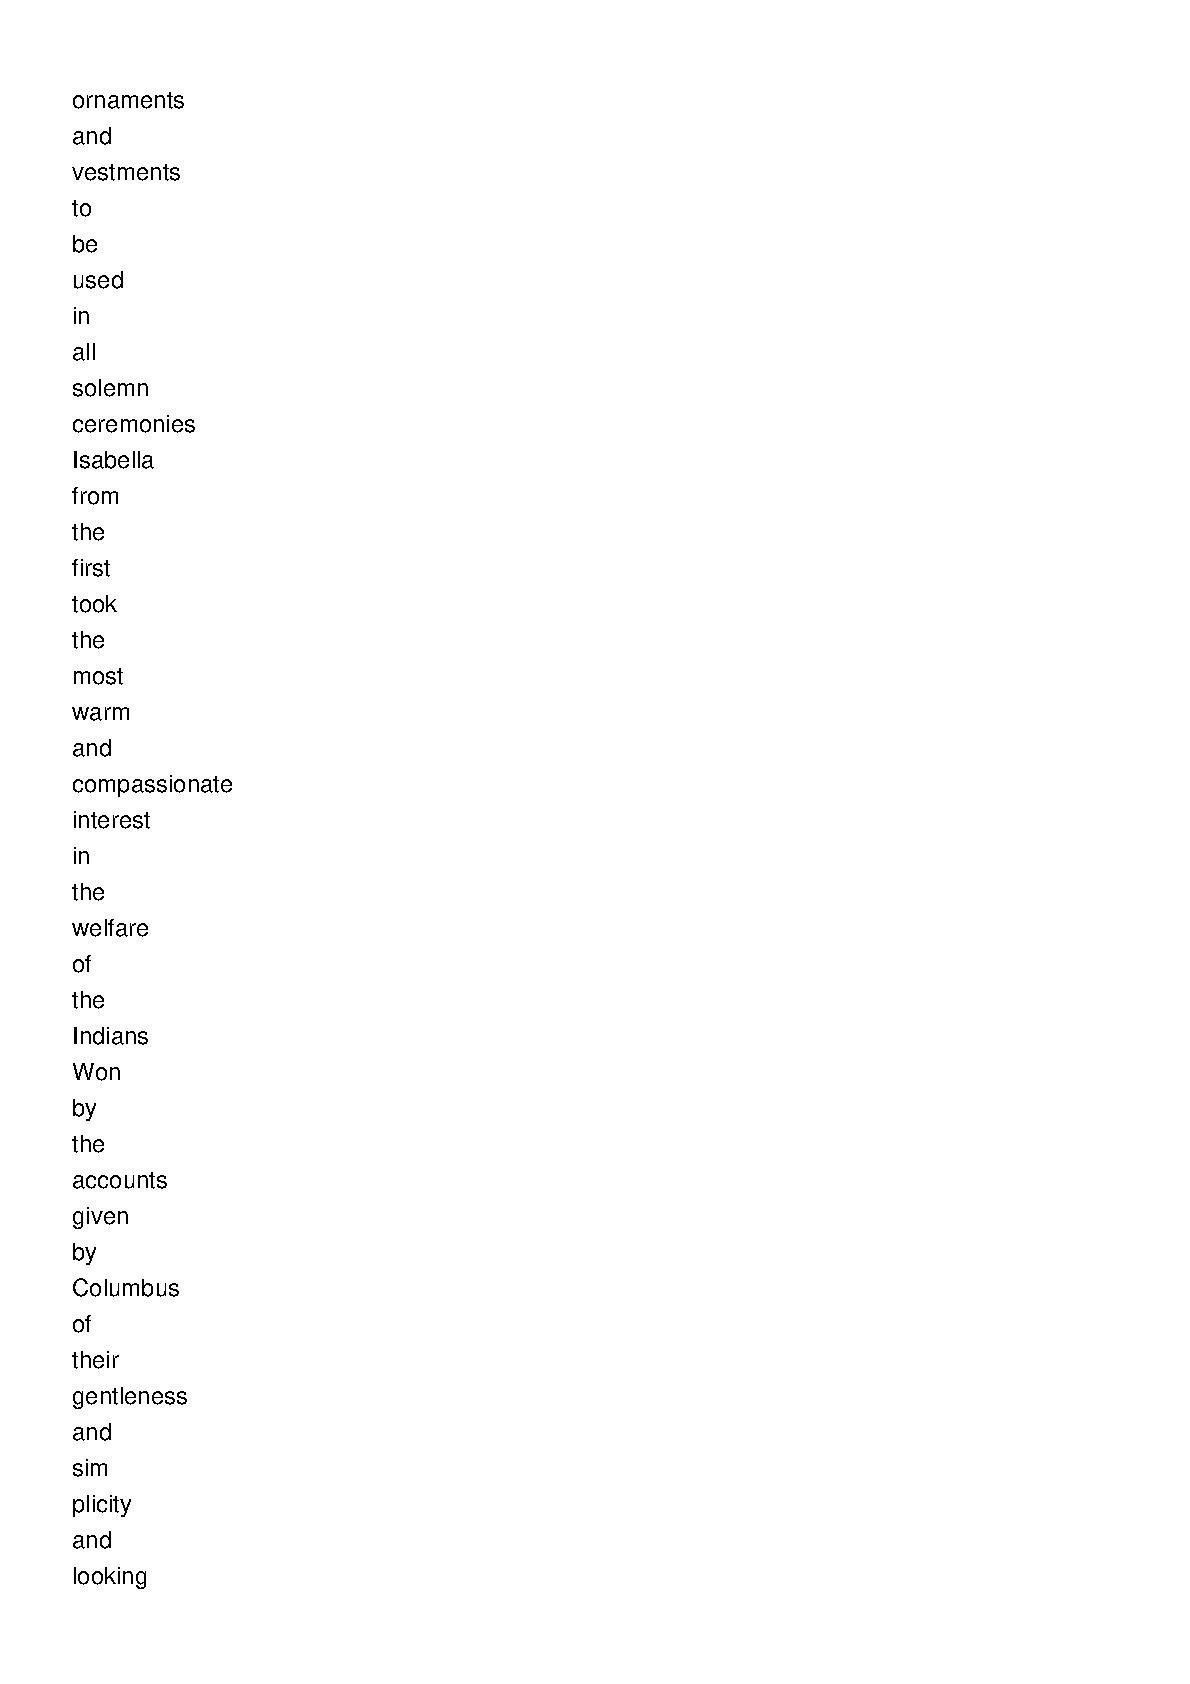 ornaments
and
vestments
to
be
used
in
all
solemn
ceremonies
Isabella
from
the
first
took
the
most
warm
and
compassionate
interest
in
the
welfare
of
the
Indians
Won
by
the
accounts
given
by
Columbus
of
their
gentleness
and
sim
plicity
and
looking